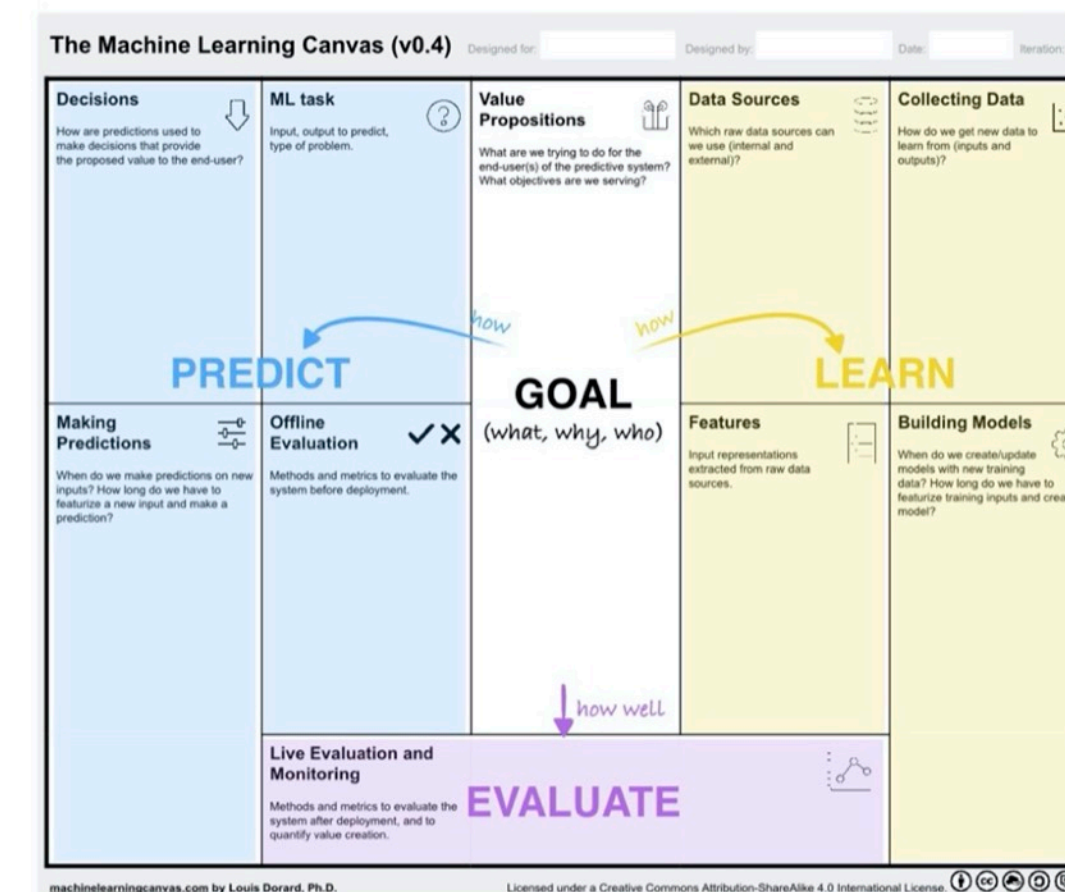 The Machine Learning Canvas (v0.4)
Designed for:
Designed by:
Date:
Iteration:
Decisions
How are predictions used to
make decisions that provide
the proposed value to the end-user?
ML task
Input, output to predict,
type of problem.
Value
Propositions
What are we trying to do for the
end-user(s) of the predictive system?
What objectives are we serving?
Data Sources
Which raw data sources can
we use (internal and
external)?
Collecting Data
How do we get new data to
learn from (inputs and
outputs)?
how
how
PREDICT
GOAL
(what, why, who)
LEARN
Making
Predictions
When do we make predictions on new
inputs? How long do we have to
featurize a new input and make a
prediction?
Offline
Evaluation
Methods and metrics to evaluate the
system before deployment.
Features
Input representations
extracted from raw data
sources.
Building Models
When do we create/update
models with new training
data? How long do we have to
featurize training inputs and
model?
how well
Live Evaluation and
Monitoring
Methods and metrics to evaluate the
system after deployment, and to
quantify value creation.
EVALUATE
machinelearningcanvas.com by Louis Dorard, Ph.D.
Licensed under a Creative Commons Attribution-ShareAlike 4.0 International License.